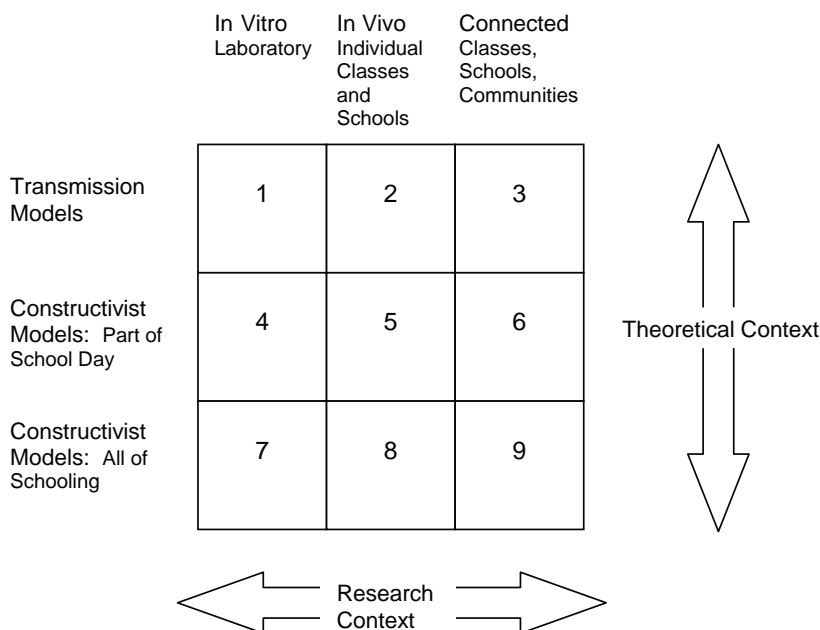 In Vitro
Laboratory
In Vivo
Individual
Classes
and
Schools
Connected
Classes,
Schools,
Communities
Transmission
Models
1
2
3
Constructivist
Models: Part of
School Day
4
5
6
Theoretical Context
Constructivist
Models: All of
Schooling
7
8
9
Research
Context